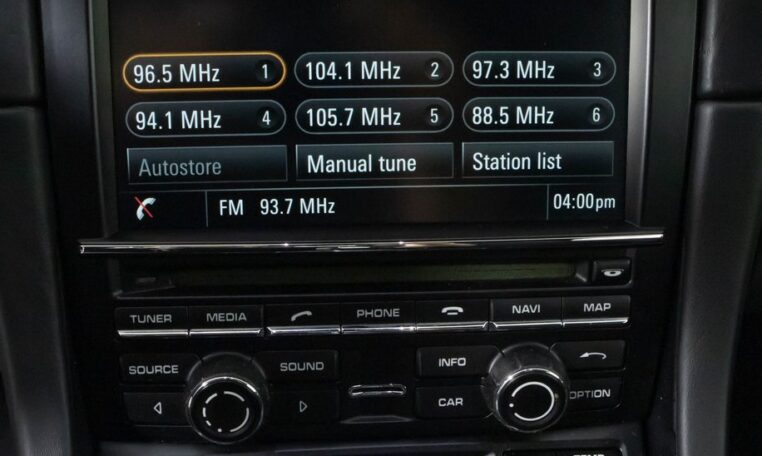 96.5 MHz 1 104.1 MHz 2 97.3 MHz 3
94.1 MHz 4 105.7 MHz 5 88.5 MHz 6
Autostore Manual tune Station list
FM 93.7 MHz 04:00pm
TUNER MEDIA PHONE NAVI MAP
SOURCE SOUND INFO
CAR OPTION
TEMP